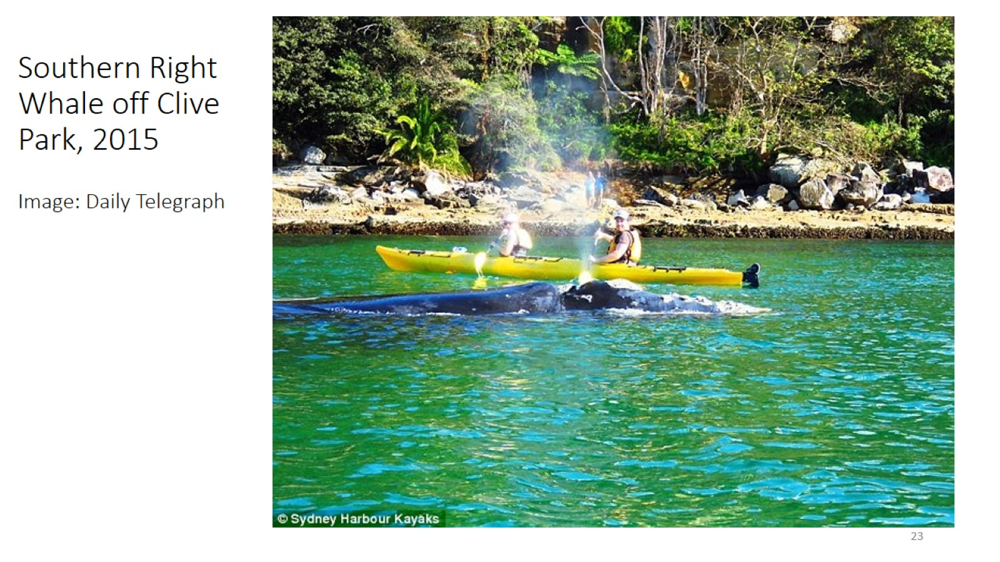 Southern Right
Whale off Clive
Park, 2015
Image: Daily Telegraph
© Sydney Harbour Kayaks
23